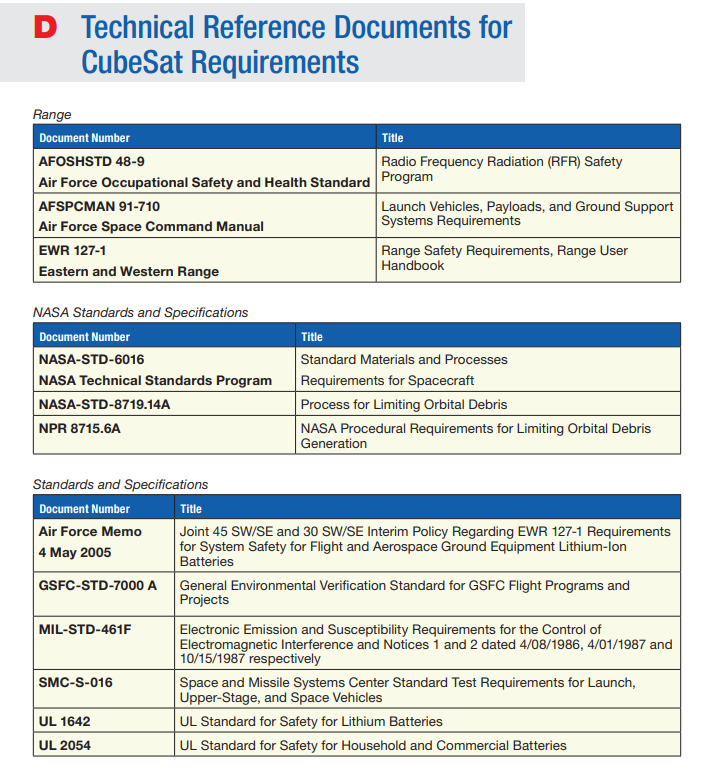 D Technical Reference Documents for
CubeSat Requirements
Range
Document Number Title
AFOSHSTD 48-9
Air Force Occupational Safety and Health Standard
Radio Frequency Radiation (RFR) Safety
Program
AFSPCMAN 91-710
Air Force Space Command Manual
Launch Vehicles, Payloads, and Ground Support
Systems Requirements
EWR 127-1
Eastern and Western Range
Range Safety Requirements, Range User
Handbook
NASA Standards and Specifications
Document Number Title
NASA-STD-6016
NASA Technical Standards Program
Standard Materials and Processes
Requirements for Spacecraft
NASA-STD-8719.14A Process for Limiting Orbital Debris
NPR 8715.6A
NASA Procedural Requirements for Limiting Orbital Debris
Generation
Standards and Specifications
Document Number Title
Air Force Memo
4 May 2005
Joint 45 SW/SE and 30 SW/SE Interim Policy Regarding EWR 127-1 Requirements
for System Safety for Flight and Aerospace Ground Equipment Lithium-Ion
Batteries
GSFC-STD-7000 A
General Environmental Verification Standard for GSFC Flight Programs and
Projects
MIL-STD-461F
Electronic Emission and Susceptibility Requirements for the Control of
Electromagnetic Interference and Notices 1 and 2 dated 4/08/1986, 4/01/1987 and
10/15/1987 respectively
SMC-S-016
Space and Missile Systems Center Standard Test Requirements for Launch,
Upper-Stage, and Space Vehicles
UL 1642 UL Standard for Safety for Lithium Batteries
UL 2054 UL Standard for Safety for Household and Commercial Batteries